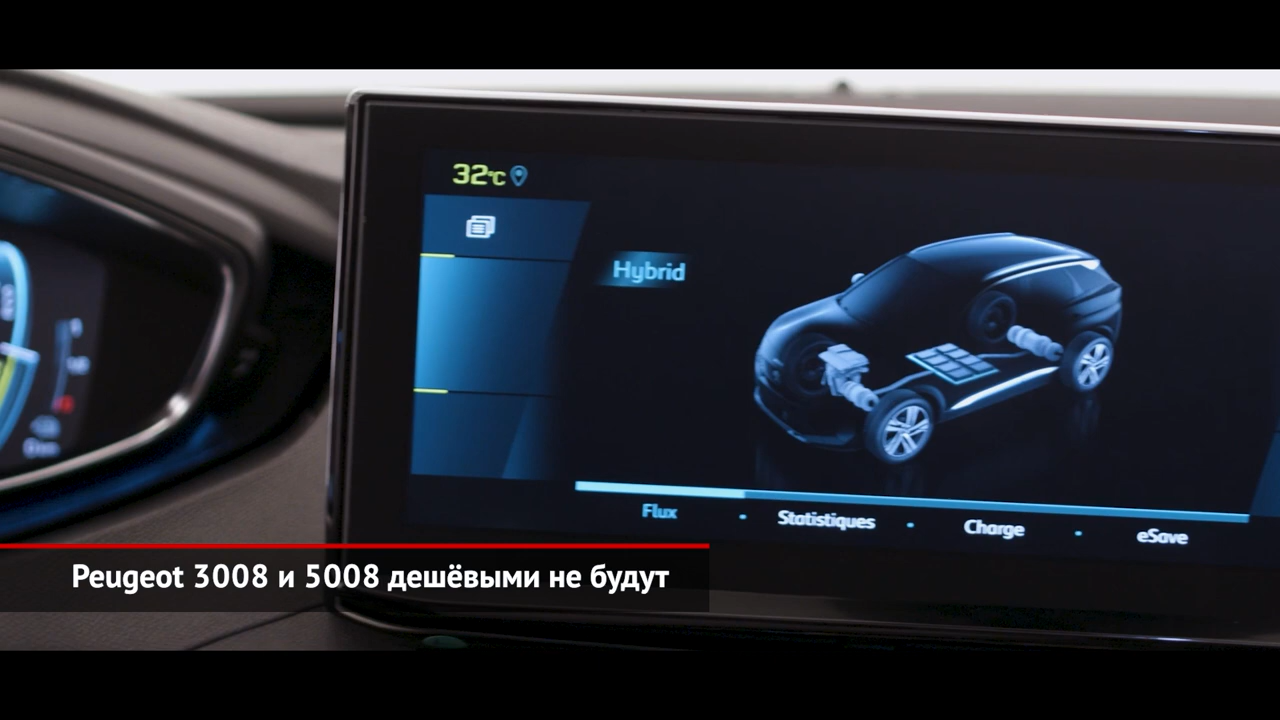 32°C
Hybrid
Flux
Statistiques
Charge
eSave
Peugeot 3008 и 5008 дешёвыми не будут